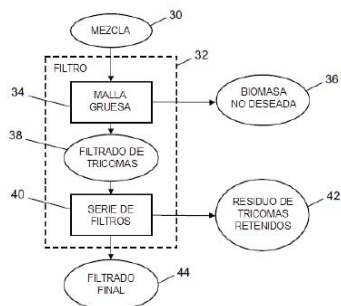 30
MEZCLA
32
FILTRO
34
MALLA
GRUESA
36
BIOMASA
NO DESEADA
38
FILTRADO DE
TRICOMAS
40
SERIE DE
FILTROS
42
RESIDUO DE
TRICOMAS
RETENIDOS
FILTRADO
FINAL
44